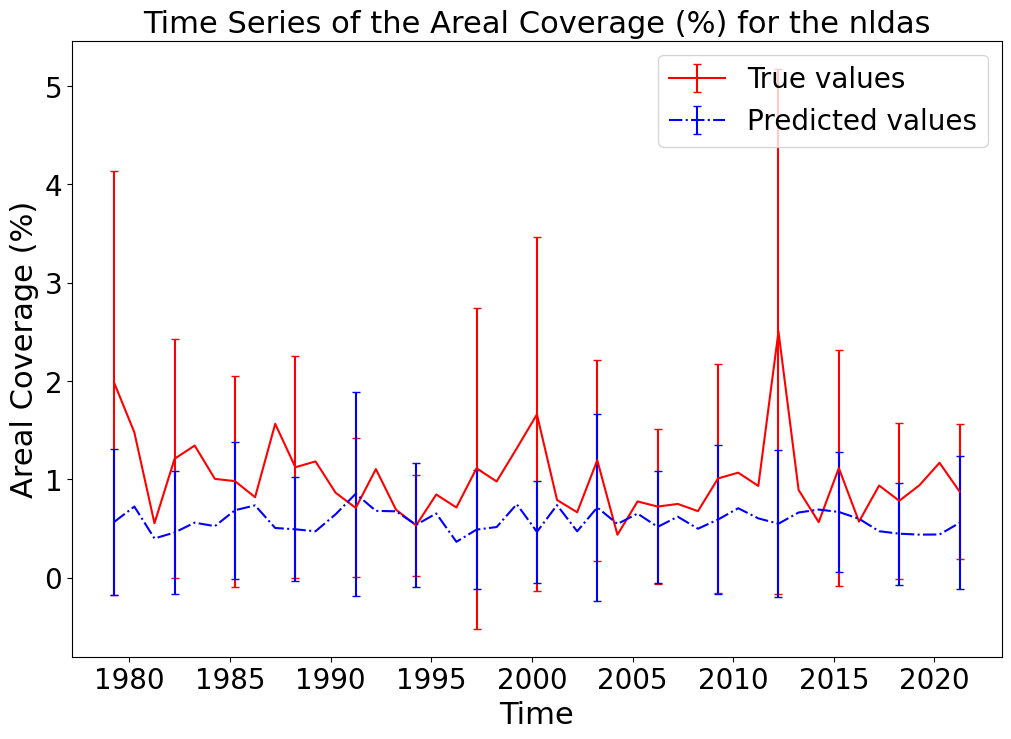 Time Series of the Areal Coverage (%) for the nldas
True values
Predicted values
Areal Coverage (%)
5
4
3
2
1
0
1980 1985 1990 1995 2000 2005 2010 2015 2020
Time